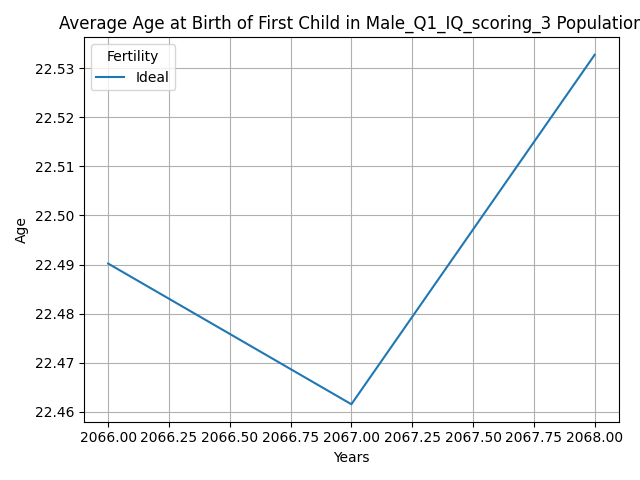 Average Age at Birth of First Child in Male_Q1_IQ_scoring_3 Population
Fertility
Ideal
22.53
22.52
22.51
22.50
22.49
22.48
22.47
22.46
Age
2066.00 2066.25 2066.50 2066.75 2067.00 2067.25 2067.50 2067.75 2068.00
Years